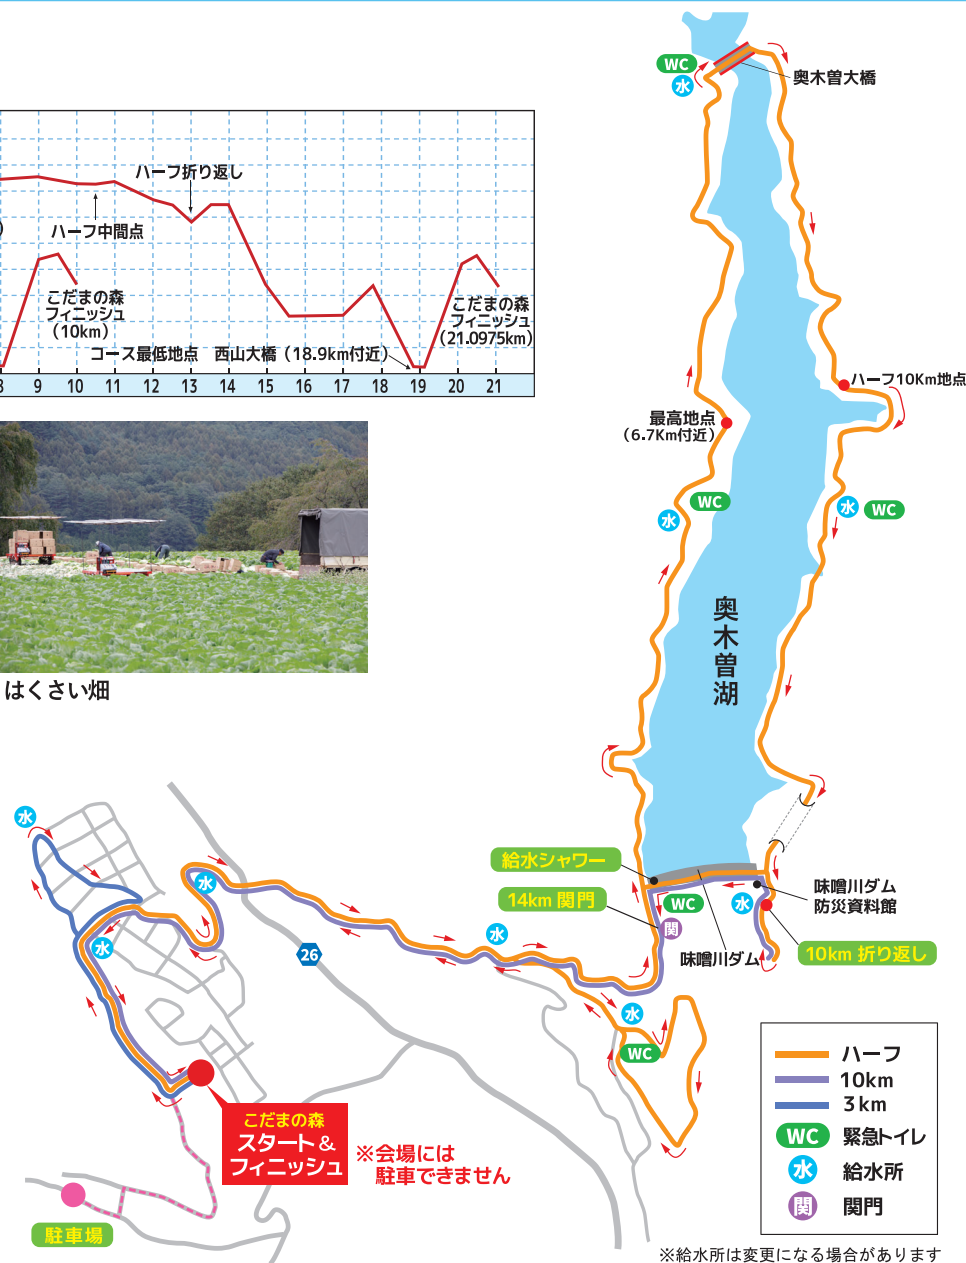 奥木曽大橋
WC
水
ハーフ折り返し
ハーフ中間点
)
こだまの森
フィニッシュ
(10km)
こだまの森
フィニッシュ
(21.0975km)
コース最低地点 西山大橋(18.9km付近)
8 9 10 11 12 13 14 15 16 17 18 19 20 21
ハーフ10Km地点
最高地点
(6.7Km付近)
WC
水
水
WC
奥木曽湖
はくさい畑
水
給水シャワー
14km 関門
WC
関
水
味噌川ダム
防災資料館
味噌川ダム
10km 折り返し
水
水
水
26
水
WC
こだまの森
スタート&
フィニッシュ
※会場には
駐車できません
駐車場
ハーフ
10km
3km
WC 緊急トイレ
水 給水所
関 関門
※給水所は変更になる場合があります